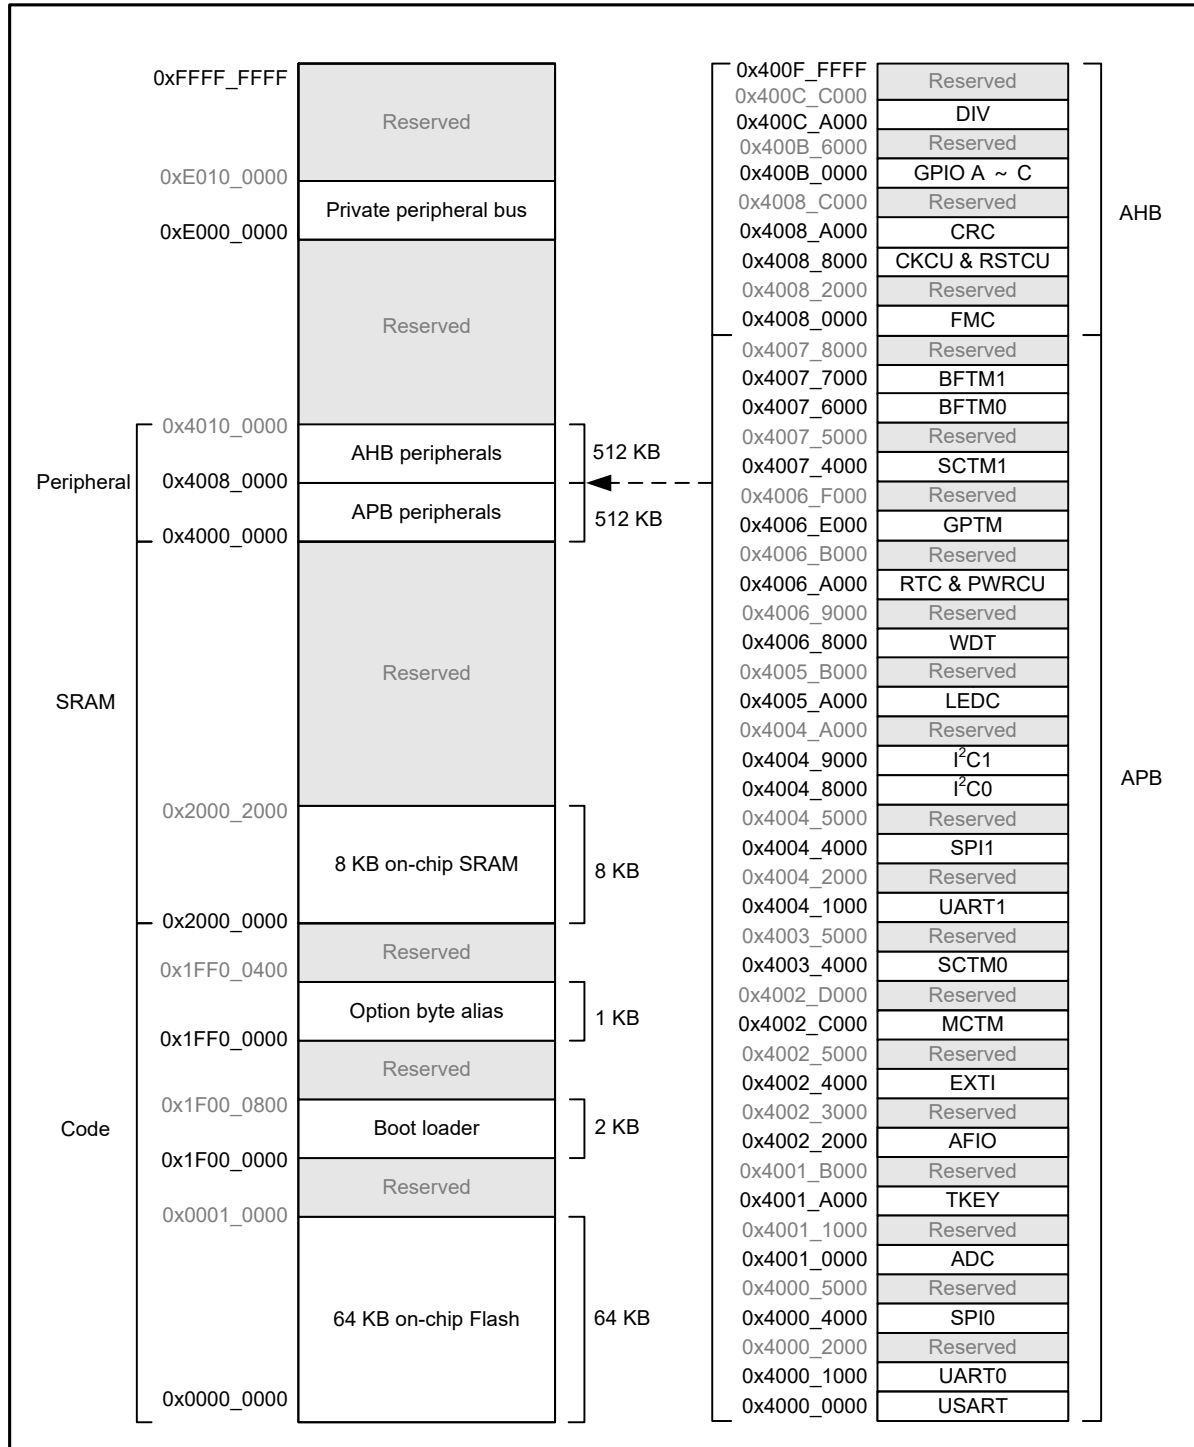 0xFFFF_FFFF
Reserved
0xE010_0000
Private peripheral bus
0xE000_0000
Reserved
0x4010_0000
AHB peripherals
512 KB
Peripheral
0x4008_0000
APB peripherals
512 KB
0x4000_0000
Reserved
SRAM
0x2000_2000
8 KB on-chip SRAM
8 KB
0x2000_0000
Reserved
0x1FF0_0400
Option byte alias
1 KB
0x1FF0_0000
Reserved
0x1F00_0800
Code
Boot loader
2 KB
0x1F00_0000
Reserved
0x0001_0000
64 KB on-chip Flash
64 KB
0x0000_0000
0x400F_FFFF
Reserved
0x400C_C000
DIV
0x400C_A000
0x400B_6000 Reserved
0x400B_0000 GPIO A ~ C
0x4008_C000 Reserved
AHB
0x4008_A000 CRC
0x4008_8000 CKCU & RSTCU
0x4008_2000 Reserved
0x4008_0000 FMC
0x4007_8000 Reserved
0x4007_7000 BFTM1
0x4007_6000 BFTM0
0x4007_5000 Reserved
0x4007_4000 SCTM1
0x4006_F000 Reserved
0x4006_E000 GPTM
0x4006_B000 Reserved
0x4006_A000 RTC & PWRCU
0x4006_9000 Reserved
0x4006_8000 WDT
0x4005_B000 Reserved
0x4005_A000 LEDC
0x4004_A000 Reserved
0x4004_9000 I²C1
APB
0x4004_8000 I²C0
0x4004_5000 Reserved
0x4004_4000 SPI1
0x4004_2000 Reserved
0x4004_1000 UART1
0x4003_5000 Reserved
0x4003_4000 SCTM0
0x4002_D000 Reserved
0x4002_C000 MCTM
0x4002_5000 Reserved
0x4002_4000 EXTI
0x4002_3000 Reserved
0x4002_2000 AFIO
0x4001_B000 Reserved
0x4001_A000 TKEY
0x4001_1000 Reserved
0x4001_0000 ADC
0x4000_5000 Reserved
0x4000_4000 SPI0
0x4000_2000 Reserved
0x4000_1000 UART0
0x4000_0000 USART